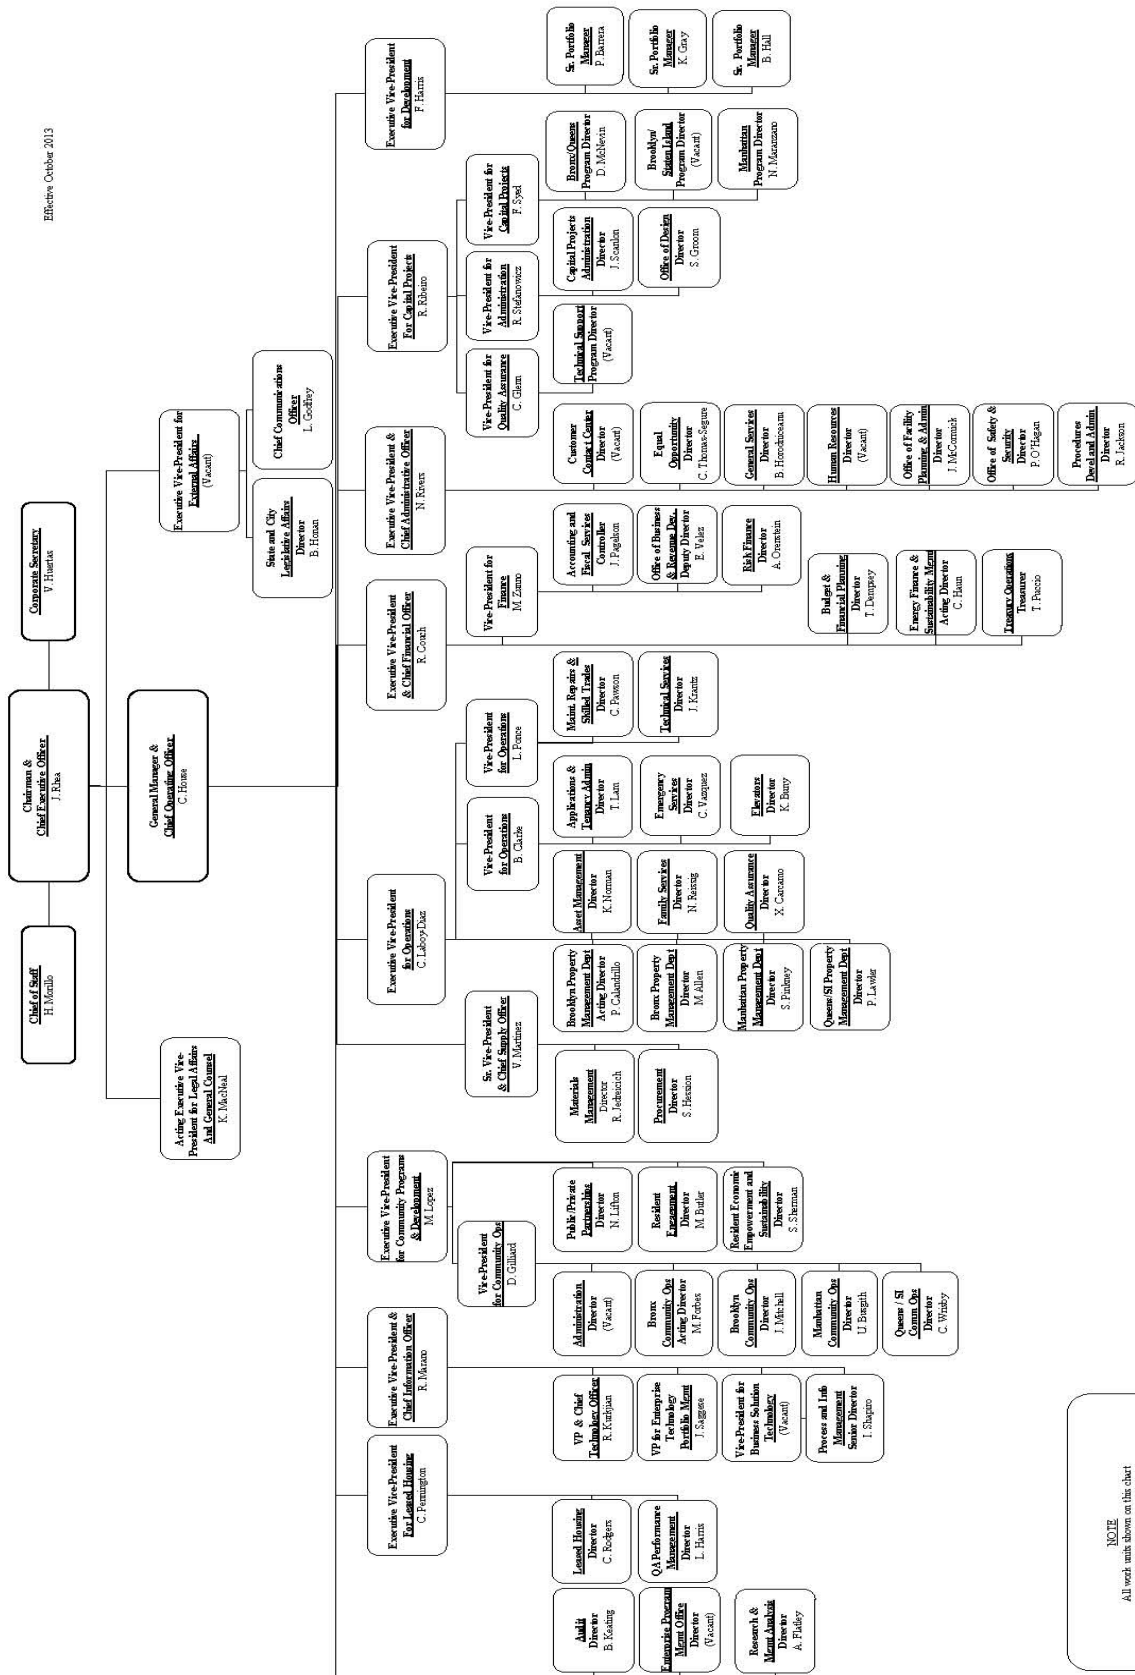 Effective October 2013
Chairman &
Chief Executive Officer
J. Rhea
Chief of Staff
H. Morillo
Corporate Secretary
V. Huertas
General Manager &
Chief Operating Officer
C. House
Acting Executive Vice-
President for Legal Affairs
And General Counsel
K. MacNeal
Executive Vice-President for
External Affairs
(Vacant)
State and City
Legislative Affairs
Director
B. Honan
Chief Communications
Officer
L. Godfrey
Executive Vice-President
For Leased Housing
C. Pennington
Executive Vice-President &
Chief Information Officer
R. Marano
Executive Vice-President
for Community Programs
& Development
M. Lopez
Sr. Vice-President
& Chief Supply Officer
V. Martinez
Executive Vice-President
for Operations
C. Laboy-Diaz
Executive Vice-President
& Chief Financial Officer
R. Couch
Executive Vice-President &
Chief Administrative Officer
N. Rivers
Executive Vice-President
For Capital Projects
R. Ribeiro
Executive Vice-President
for Development
F. Harris
Audit
Director
B. Keating
Enterprise Program
Mgmt Office
Director
(Vacant)
Research &
Mgmt Analysis
Director
A. Flatley
Leased Housing
Director
C. Rodgers
QA Performance
Management
Director
L. Harris
VP & Chief
Technology Officer
R. Kurkjian
VP for Enterprise
Technology
Portfolio Mgmt
J. Saggese
Vice-President for
Business Solution
Technology
(Vacant)
Process and Info
Management
Senior Director
I. Shapiro
Vice-President
for Community Ops
D. Gilliard
Administration
Director
(Vacant)
Bronx
Community Ops
Acting Director
M. Forbes
Brooklyn
Community Ops
Director
J. Mitchell
Manhattan
Community Ops
Director
U. Busgith
Queens / SI
Comm Ops
Director
C. Wrisby
Public/Private
Partnerships
Director
N. Lifton
Resident
Engagement
Director
M. Butler
Resident Economic
Empowerment and
Sustainability
Director
S. Sherman
Materials
Management
Director
R. Jedreicich
Procurement
Director
S. Hession
Brooklyn Property
Management Dept
Acting Director
P. Calandrillo
Bronx Property
Management Dept
Director
M. Allen
Manhattan Property
Management Dept
Director
S. Pinkney
Queens/SI Property
Management Dept
Director
P. Lawler
Asset Management
Director
K. Norman
Family Services
Director
N. Reissig
Quality Assurance
Director
X. Carcamo
Vice-President
for Operations
B. Clarke
Applications &
Tenancy Admin
Director
T. Lam
Emergency
Services
Director
C. Vazquez
Elevators
Director
K. Burry
Vice-President
for Operations
L. Ponce
Maint. Repairs &
Skilled Trades
Director
C. Pawson
Technical Services
Director
J. Krantz
Vice-President for
Finance
M. Zanno
Accounting and
Fiscal Services
Controller
J. Pagelson
Office of Business
& Revenue Dev.
Deputy Director
E. Velez
Risk Finance
Director
A. Orenstein
Budget &
Financial Planning
Director
T. Dempsey
Energy Finance &
Sustainability Mgmt
Acting Director
C. Haun
Treasury Operations
Treasurer
T. Puccio
Customer
Contact Center
Director
(Vacant)
Equal
Opportunity
Director
C. Thomas-Segure
General Services
Director
B. Horodniceanu
Human Resources
Director
(Vacant)
Office of Facility
Planning & Admin
Director
J. McCormick
Office of Safety &
Security
Director
P. O'Hagan
Procedures
Devel and Admin
Director
R. Jackson
Vice-President for
Quality Assurance
C. Glenn
Technical Support
Program Director
(Vacant)
Vice-President for
Administration
R. Stefanowicz
Capital Projects
Administration
Director
J. Scanlon
Office of Design
Director
S. Groom
Vice-President for
Capital Projects
F. Syed
Bronx/Queens
Program Director
D. McNevin
Brooklyn/
Staten Island
Program Director
(Vacant)
Manhattan
Program Director
N. Maranzano
Sr. Portfolio
Manager
P. Barrera
Sr. Portfolio
Manager
K. Gray
Sr. Portfolio
Manager
B. Hall
NOTE
All work units shown on this chart